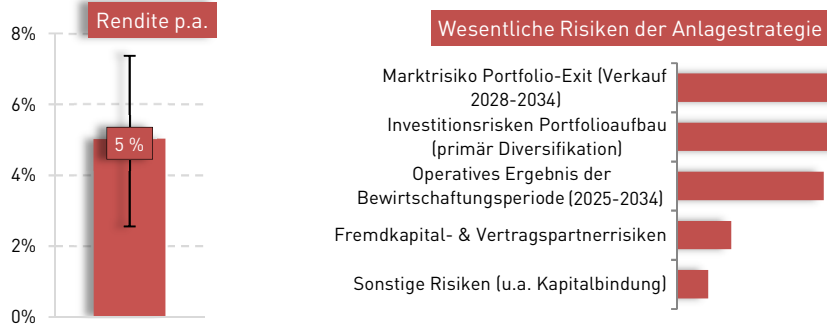 Rendite p.a.
8%
6%
4%
2%
0%
5 %
Wesentliche Risiken der Anlagestrategie
Marktrisiko Portfolio-Exit (Verkauf
2028-2034)
Investitionsrisken Portfolioaufbau
(primär Diversifikation)
Operatives Ergebnis der
Bewirtschaftungsperiode (2025-2034)
Fremdkapital- & Vertragspartnerrisiken
Sonstige Risiken (u.a. Kapitalbindung)